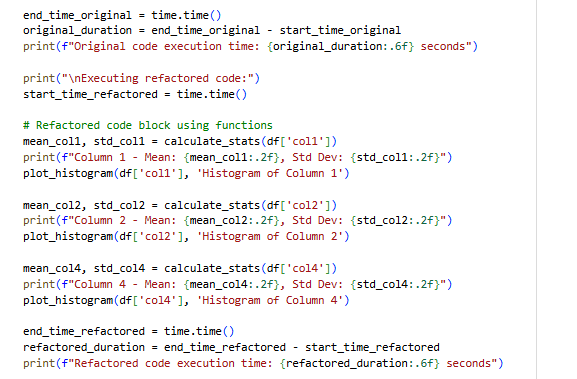 end_time_original = time.time()
original_duration = end_time_original - start_time_original
print(f"Original code execution time: {original_duration:.6f} seconds")
print("\nExecuting refactored code:")
start_time_refactored = time.time()
# Refactored code block using functions
mean_col1, std_col1 = calculate_stats(df['col1'])
print(f"Column 1 - Mean: {mean_col1:.2f}, Std Dev: {std_col1:.2f}")
plot_histogram(df['col1'], 'Histogram of Column 1')
mean_col2, std_col2 = calculate_stats(df['col2'])
print(f"Column 2 - Mean: {mean_col2:.2f}, Std Dev: {std_col2:.2f}")
plot_histogram(df['col2'], 'Histogram of Column 2')
mean_col4, std_col4 = calculate_stats(df['col4'])
print(f"Column 4 - Mean: {mean_col4:.2f}, Std Dev: {std_col4:.2f}")
plot_histogram(df['col4'], 'Histogram of Column 4')
end_time_refactored = time.time()
refactored_duration = end_time_refactored - start_time_refactored
print(f"Refactored code execution time: {refactored_duration:.6f} seconds")